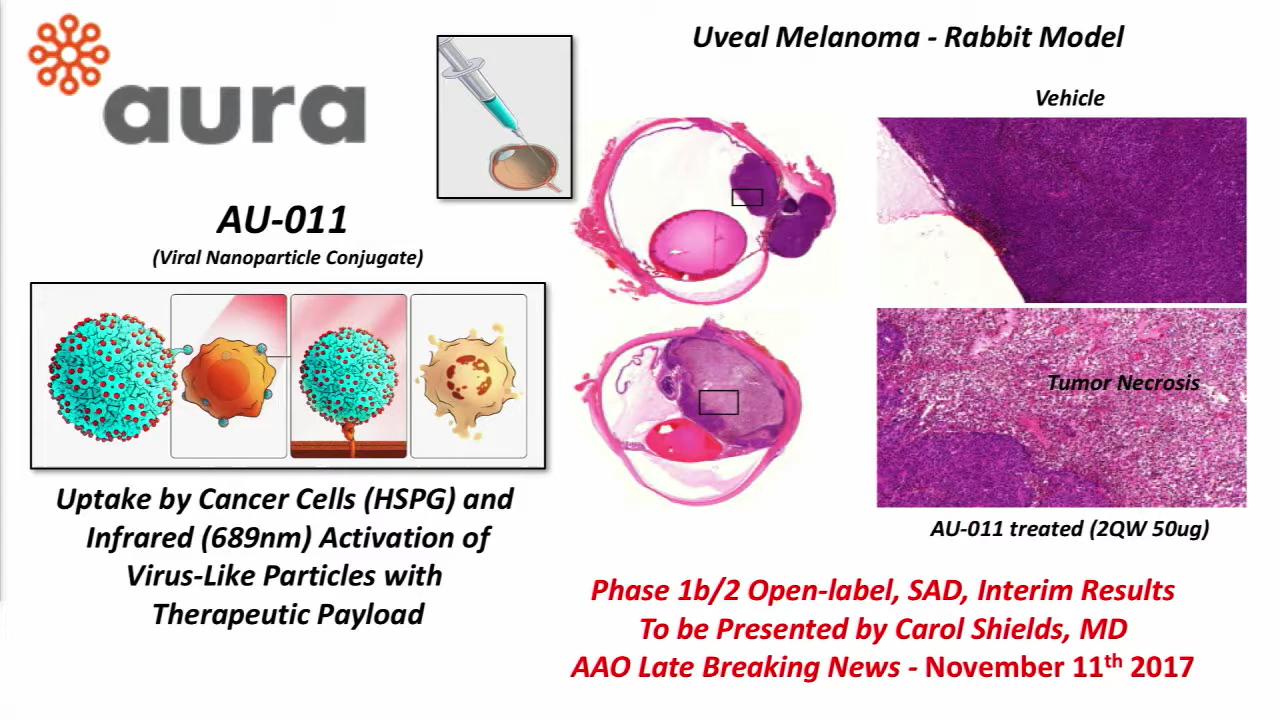 aura
AU-011
(Viral Nanoparticle Conjugate)
Uptake by Cancer Cells (HSPG) and
Infrared (689nm) Activation of
Virus-Like Particles with
Therapeutic Payload
Uveal Melanoma - Rabbit Model
Vehicle
Tumor Necrosis
AU-011 treated (2QW 50ug)
Phase 1b/2 Open-label, SAD, Interim Results
To be Presented by Carol Shields, MD
AAO Late Breaking News - November 11th 2017